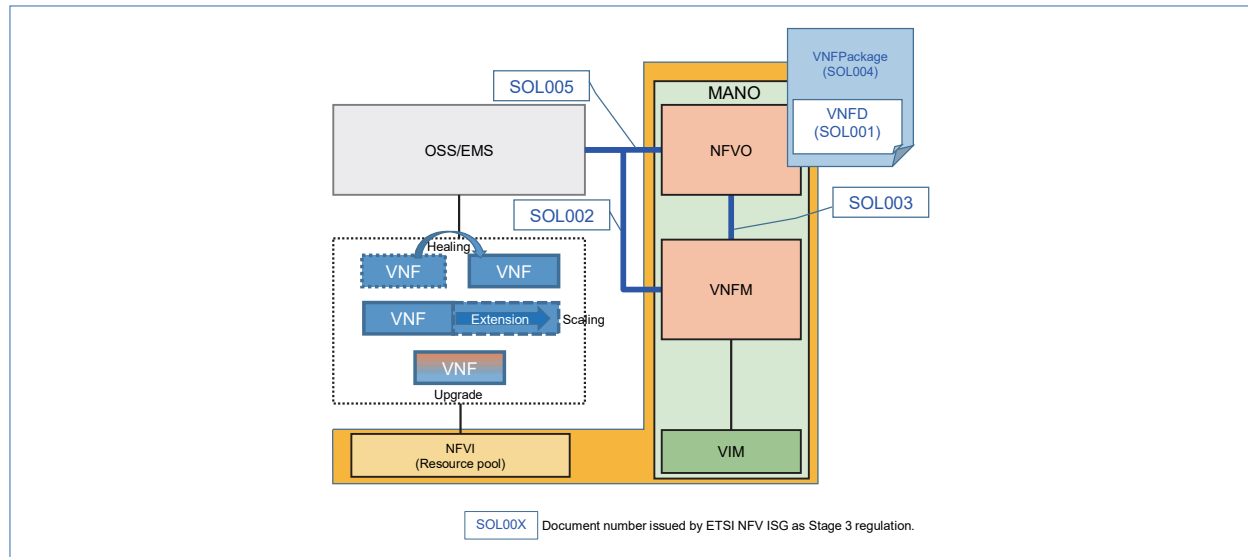 VNFPackage
(SOL004)
SOL005
MANO
VNFD
(SOL001)
OSS/EMS
NFVO
SOL002
SOL003
Healing
VNF
VNF
VNFM
VNF
Extension
Scaling
VNF
Upgrade
NFVI
(Resource pool)
VIM
SOL00X
Document number issued by ETSI NFV ISG as Stage 3 regulation.